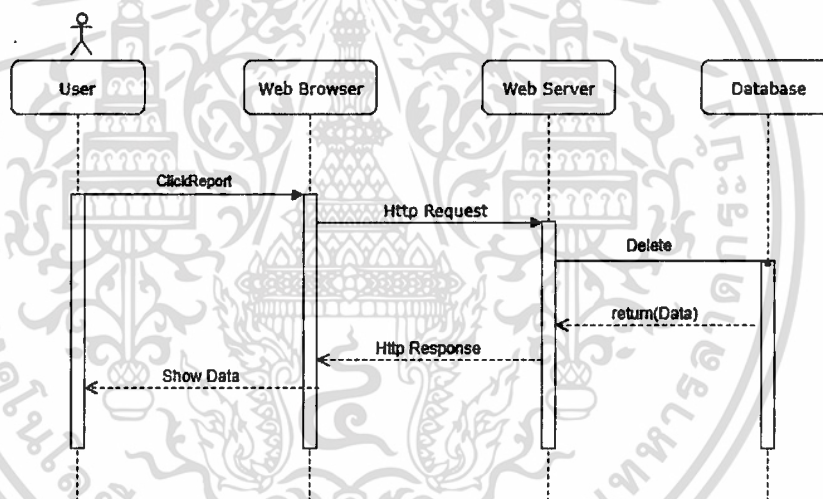 User
Web Browser
Web Server
Database
ClickReport
Http Request
Delete
return(Data)
Http Response
Show Data